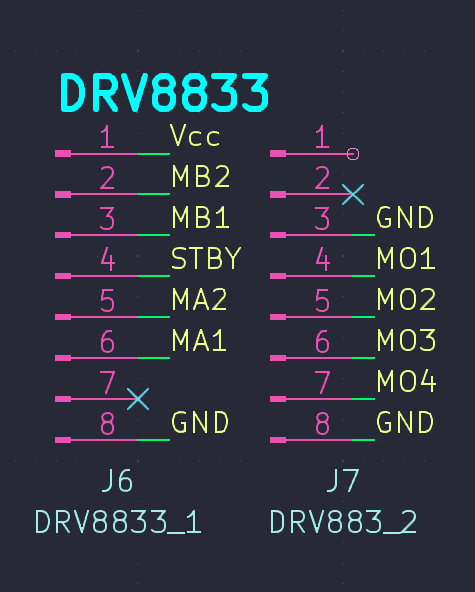 DRV8833
1 Vcc
2 MB2
3 MB1
4 STBY
5 MA2
6 MA1
7
8 GND
J6
DRV8833_1
1
2
3 GND
4 MO1
5 MO2
6 MO3
7 MO4
8 GND
J7
DRV883_2